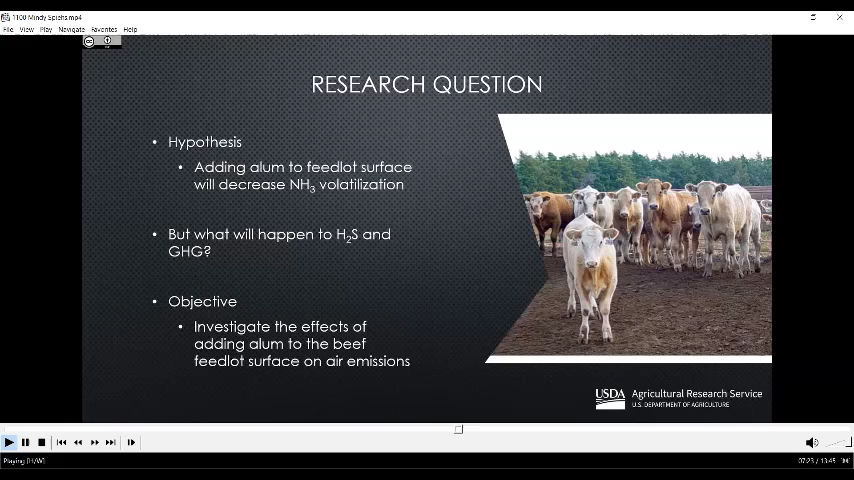 1100 Mindy Spiehs.mp4
File View Play Navigate Favorites Help
RESEARCH QUESTION
• Hypothesis
• Adding alum to feedlot surface
will decrease NH3 volatilization
• But what will happen to H2S and
GHG?
• Objective
• Investigate the effects of
adding alum to the beef
feedlot surface on air emissions
USDA Agricultural Research Service
U.S. DEPARTMENT OF AGRICULTURE
Playing [H/W]
07:23 / 13:45